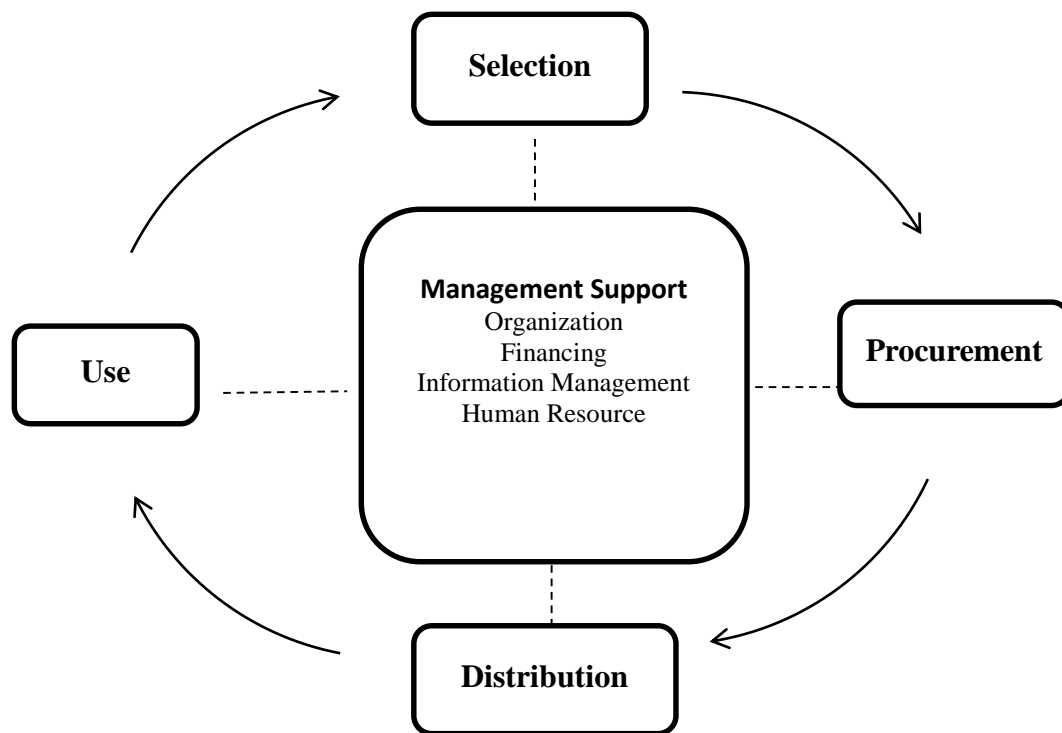 Selection
Management Support
Organization
Financing
Information Management
Human Resource
Use
Procurement
Distribution